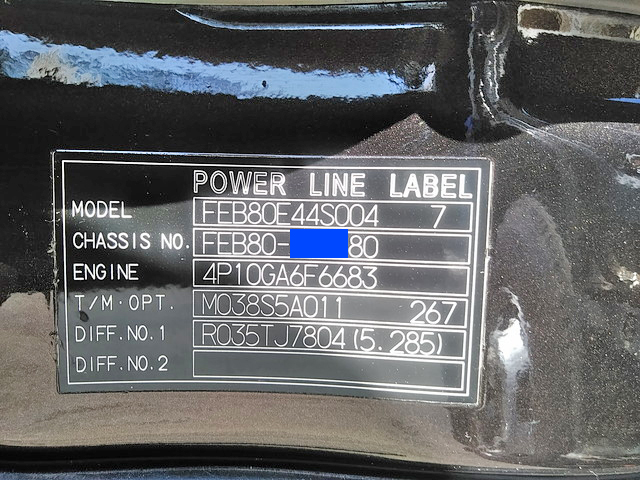 POWER LINE LABEL
MODEL FEB80E44S004 7
CHASSIS NO. FEB80- 80
ENGINE 4P10GA6F6683
T/M·OPT. M038S5A011 267
DIFF.NO.1 R035TJ7804(5.285)
DIFF.NO.2